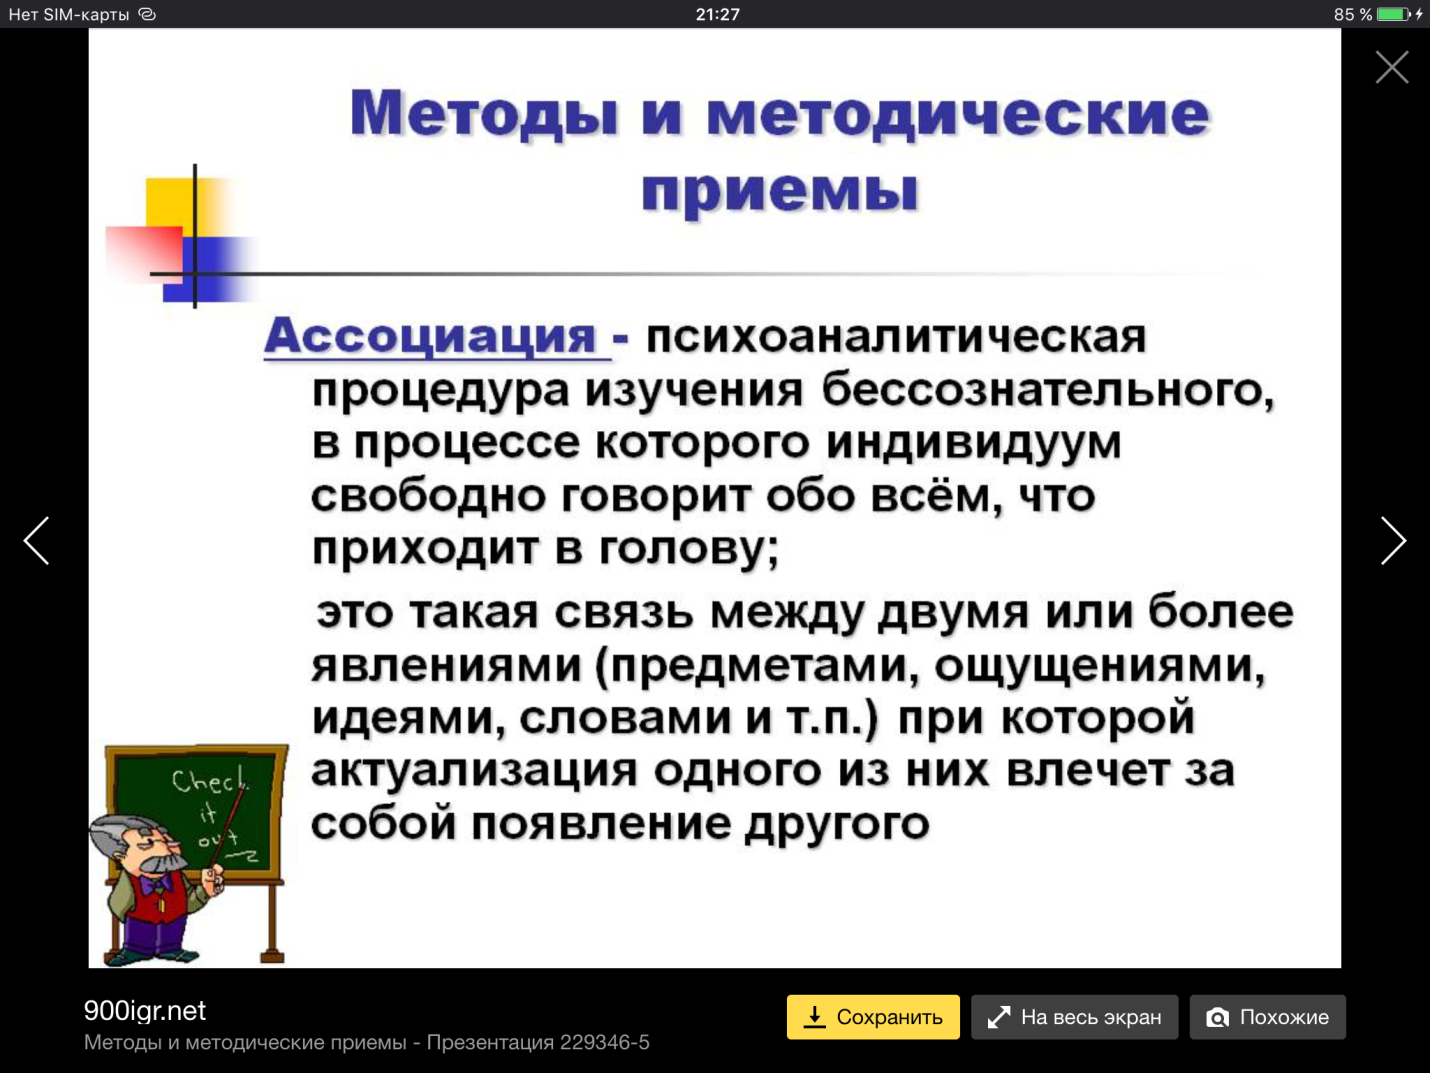 Нет SIM-карты
21:27
85 %
Методы и методические
приемы
Ассоциация - психоаналитическая
процедура изучения бессознательного,
в процессе которого индивидуум
свободно говорит обо всём, что
приходит в голову;
это такая связь между двумя или более
явлениями (предметами, ощущениями,
идеями, словами и т.п.) при которой
актуализация одного из них влечет за
собой появление другого
Check
it
out
900igr.net
Методы и методические приемы - Презентация 229346-5
Сохранить
На весь экран
Похожие